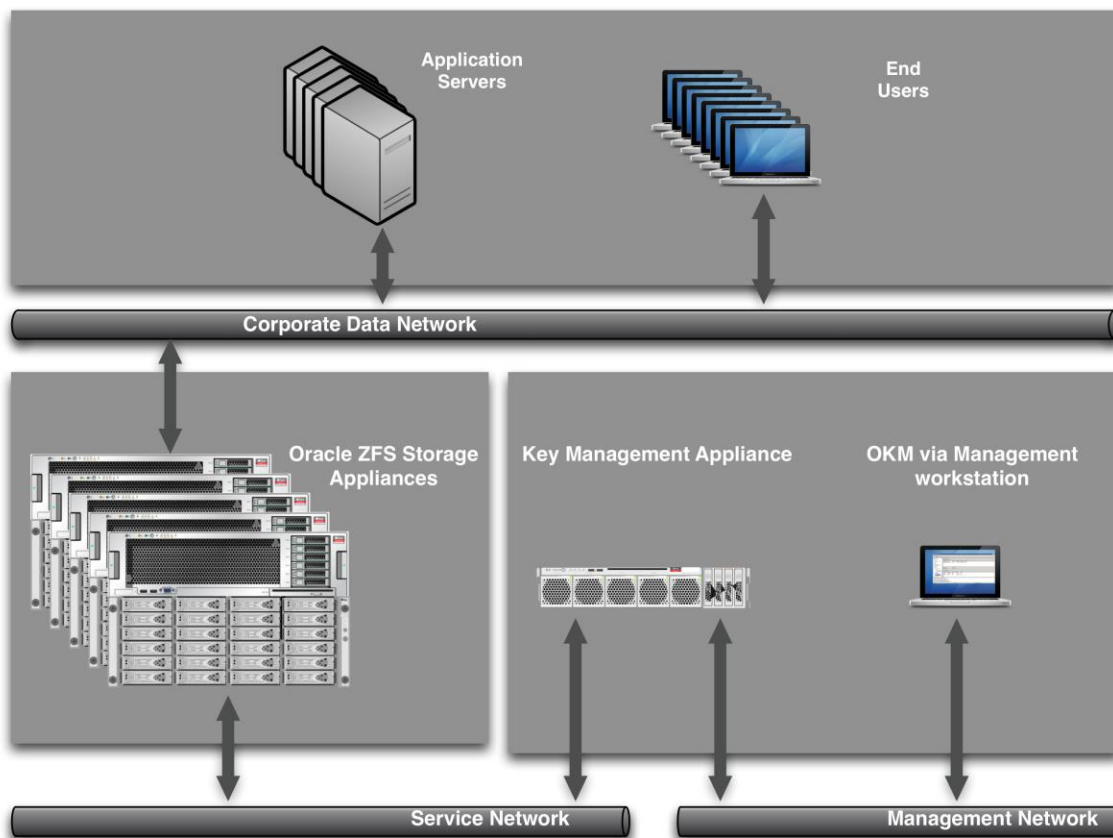 Application
Servers
End
Users
Corporate Data Network
Oracle ZFS Storage
Appliances
Key Management Appliance
OKM via Management
workstation
Service Network
Management Network